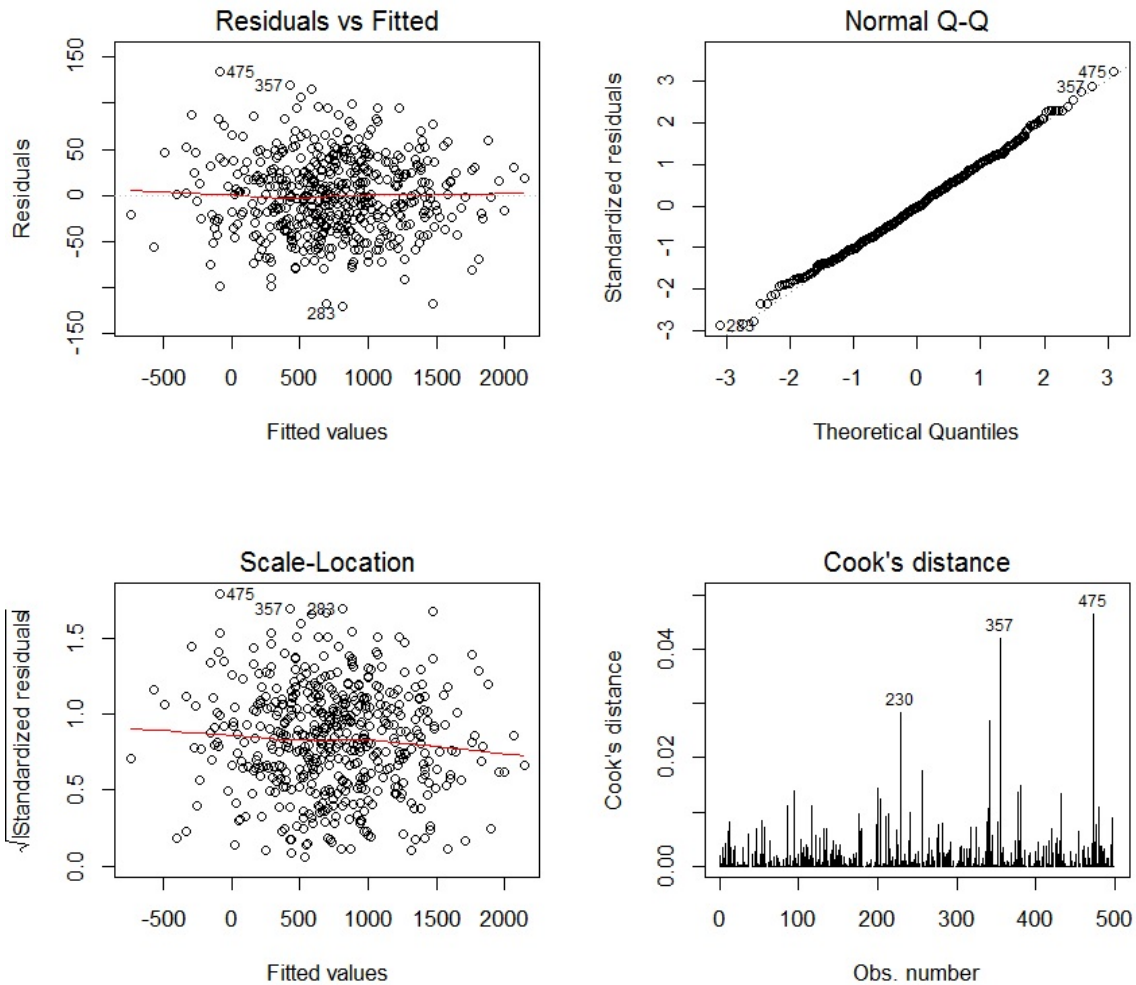 Residuals vs Fitted
Residuals
150
50
0
-50
-150
475
357
283
-500 0 500 1000 1500 2000
Fitted values
Normal Q-Q
Standardized residuals
3
2
1
0
-1
-2
-3
475
357
283
-3 -2 -1 0 1 2 3
Theoretical Quantiles
Scale-Location
√|Standardized residuals|
1.5
1.0
0.5
0.0
475
357
283
-500 0 500 1000 1500 2000
Fitted values
Cook's distance
Cook's distance
0.04
0.02
0.00
475
357
230
0 100 200 300 400 500
Obs. number